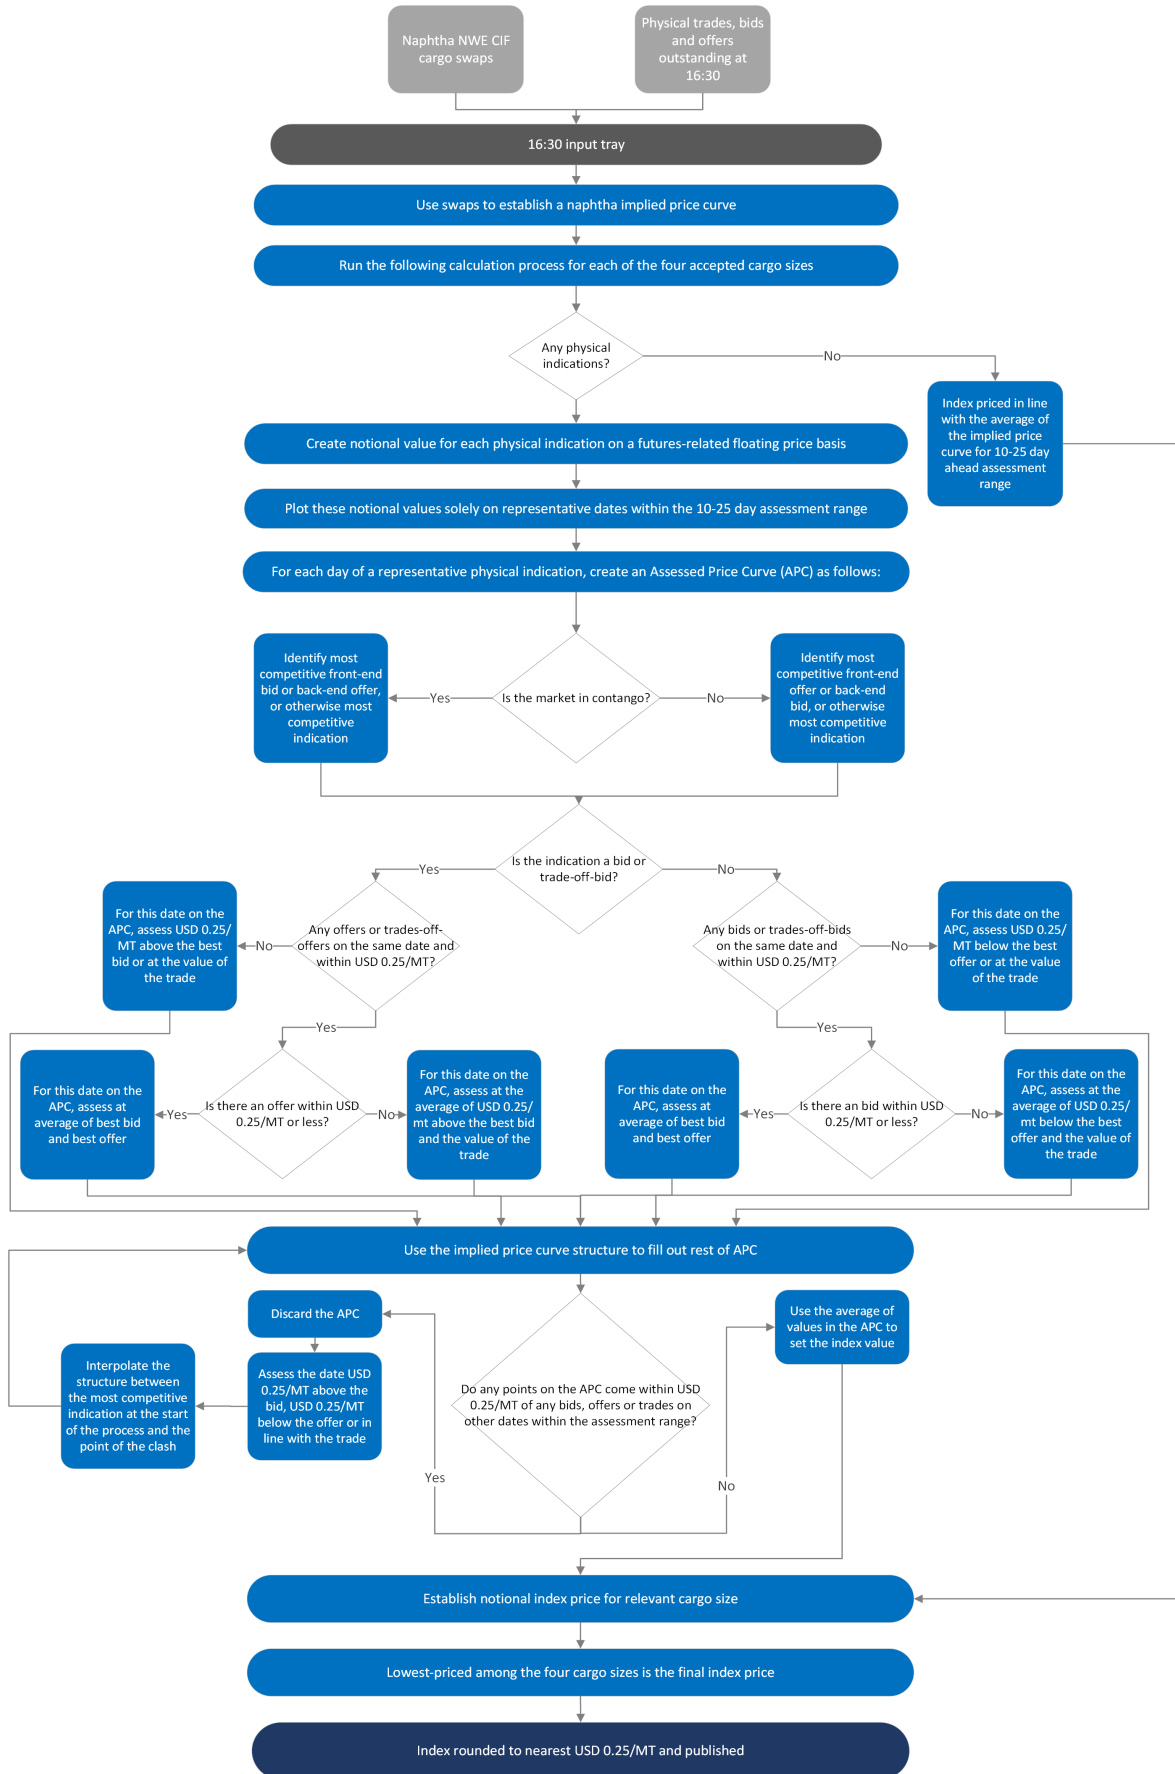 Naphtha NWE CIF
cargo swaps
Physical trades, bids
and offers
outstanding at
16:30
16:30 input tray
Use swaps to establish a naphtha implied price curve
Run the following calculation process for each of the four accepted cargo sizes
Any physical
indications?
No
Index priced in line
with the average of
the implied price
curve for 10-25 day
ahead assessment
range
Create notional value for each physical indication on a futures-related floating price basis
Plot these notional values solely on representative dates within the 10-25 day assessment range
For each day of a representative physical indication, create an Assessed Price Curve (APC) as follows:
Identify most
competitive front-end
bid or back-end offer,
or otherwise most
competitive
indication
Yes
Is the market in contango?
No
Identify most
competitive front-end
offer or back-end
bid, or otherwise
most competitive
indication
Yes
Is the indication a bid or
trade-off-bid?
No
For this date on the
APC, assess USD 0.25/
MT above the best
bid or at the value of
the trade
No
Any offers or trades-off-
offers on the same date and
within USD 0.25/MT?
Any bids or trades-off-bids
on the same date and
within USD 0.25/MT?
No
For this date on the
APC, assess USD 0.25/
MT below the best
offer or at the value of
the trade
Yes
Yes
For this date on the
APC, assess at
average of best bid
and best offer
Yes
Is there an offer within USD
0.25/MT or less?
No
For this date on the
APC, assess at the
average of USD 0.25/
mt above the best bid
and the value of the
trade
For this date on the
APC, assess at
average of best bid
and best offer
Yes
Is there an bid within USD
0.25/MT or less?
No
For this date on the
APC, assess at the
average of USD 0.25/
mt below the best
offer and the value of
the trade
Use the implied price curve structure to fill out rest of APC
Discard the APC
Use the average of
values in the APC to
set the index value
Interpolate the
structure between
the most competitive
indication at the start
of the process and the
point of the clash
Assess the date USD
0.25/MT above the
bid, USD 0.25/MT
below the offer or in
line with the trade
Do any points on the APC come within USD
0.25/MT of any bids, offers or trades on
other dates within the assessment range?
Yes
No
Establish notional index price for relevant cargo size
Lowest-priced among the four cargo sizes is the final index price
Index rounded to nearest USD 0.25/MT and published